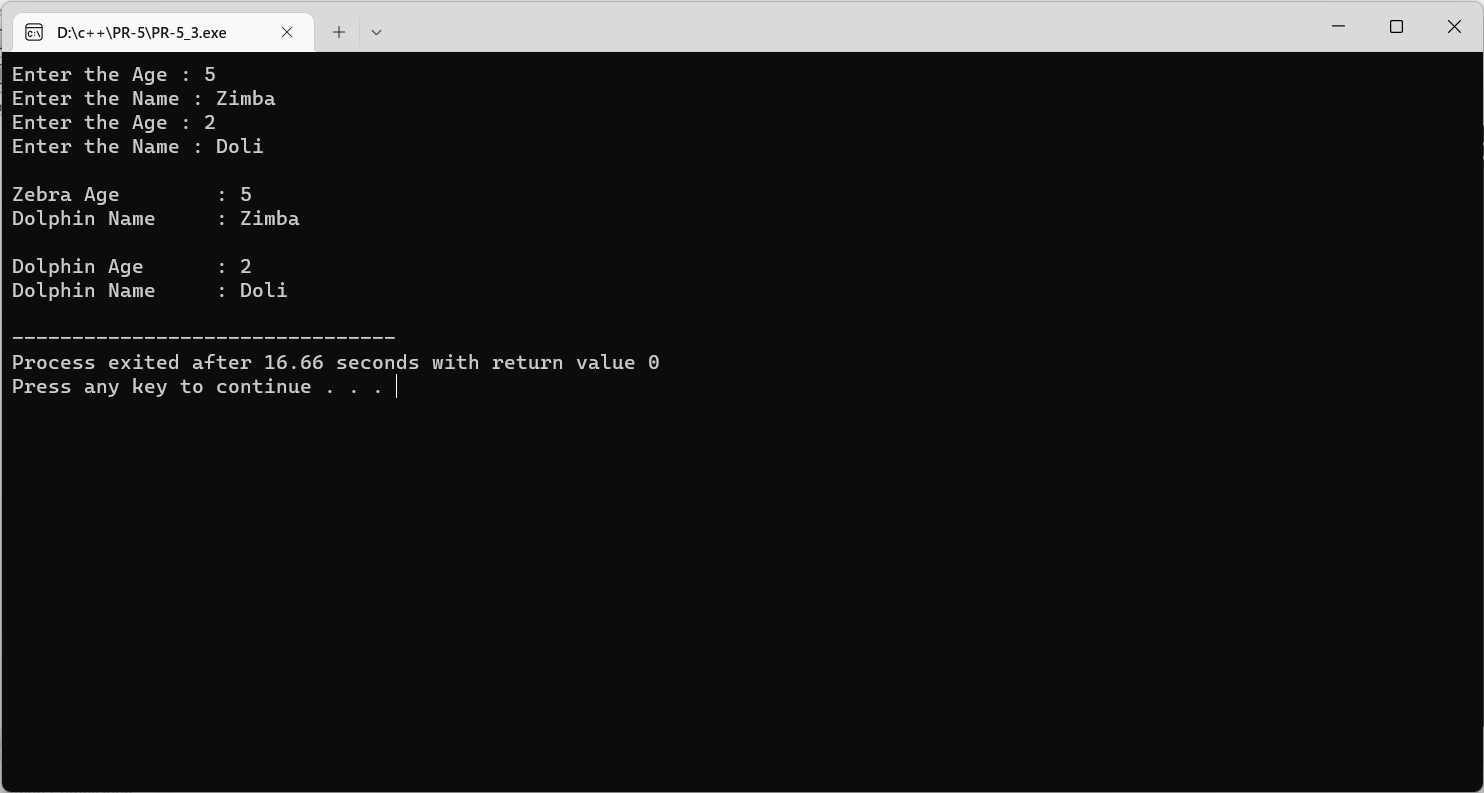 D:\c++\PR-5\PR-5_3.exe
Enter the Age : 5
Enter the Name : Zimba
Enter the Age : 2
Enter the Name : Doli
Zebra Age : 5
Dolphin Name : Zimba
Dolphin Age : 2
Dolphin Name : Doli
--------------------------------
Process exited after 16.66 seconds with return value 0
Press any key to continue . . .